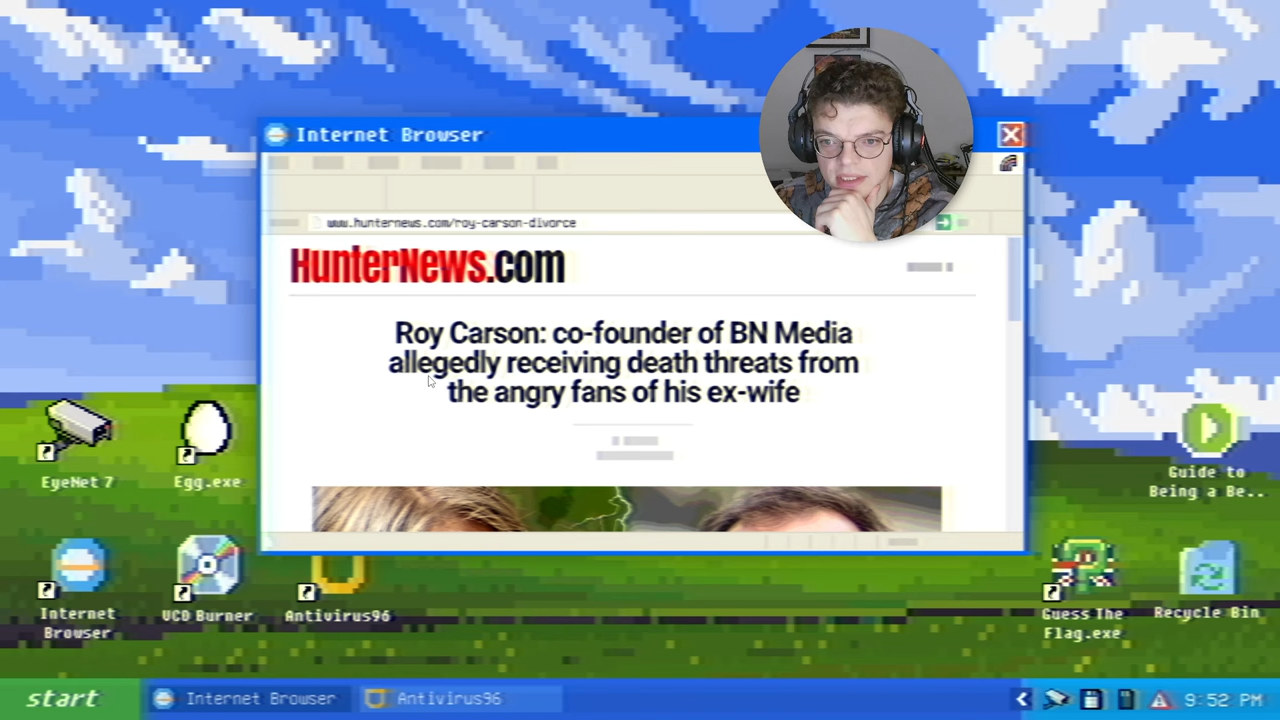 Internet Browser
www.hunternews.com/roy-carson-divorce
HunterNews.com
Roy Carson: co-founder of BN Media
allegedly receiving death threats from
the angry fans of his ex-wife
EyeNet 7
Egg.exe
Guide to
Being a Be..
Internet
Browser
VCD Burner
Antivirus96
Guess The
Flag.exe
Recycle Bin
start
Internet Browser
Antivirus96
9:52 PM